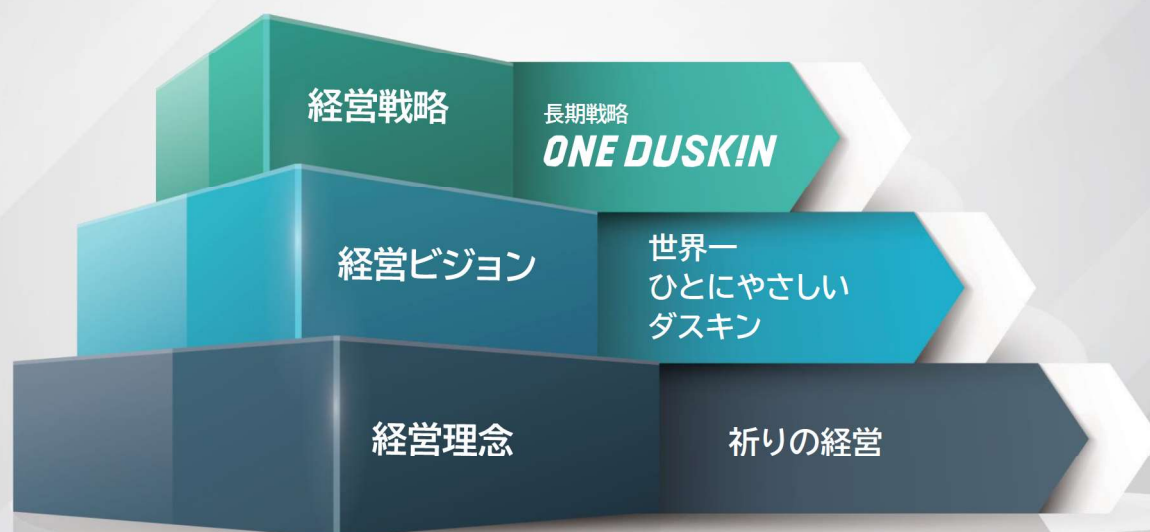 経営戦略
長期戦略
ONE DUSK!N
経営ビジョン
世界一
ひとにやさしい
ダスキン
経営理念
祈りの経営